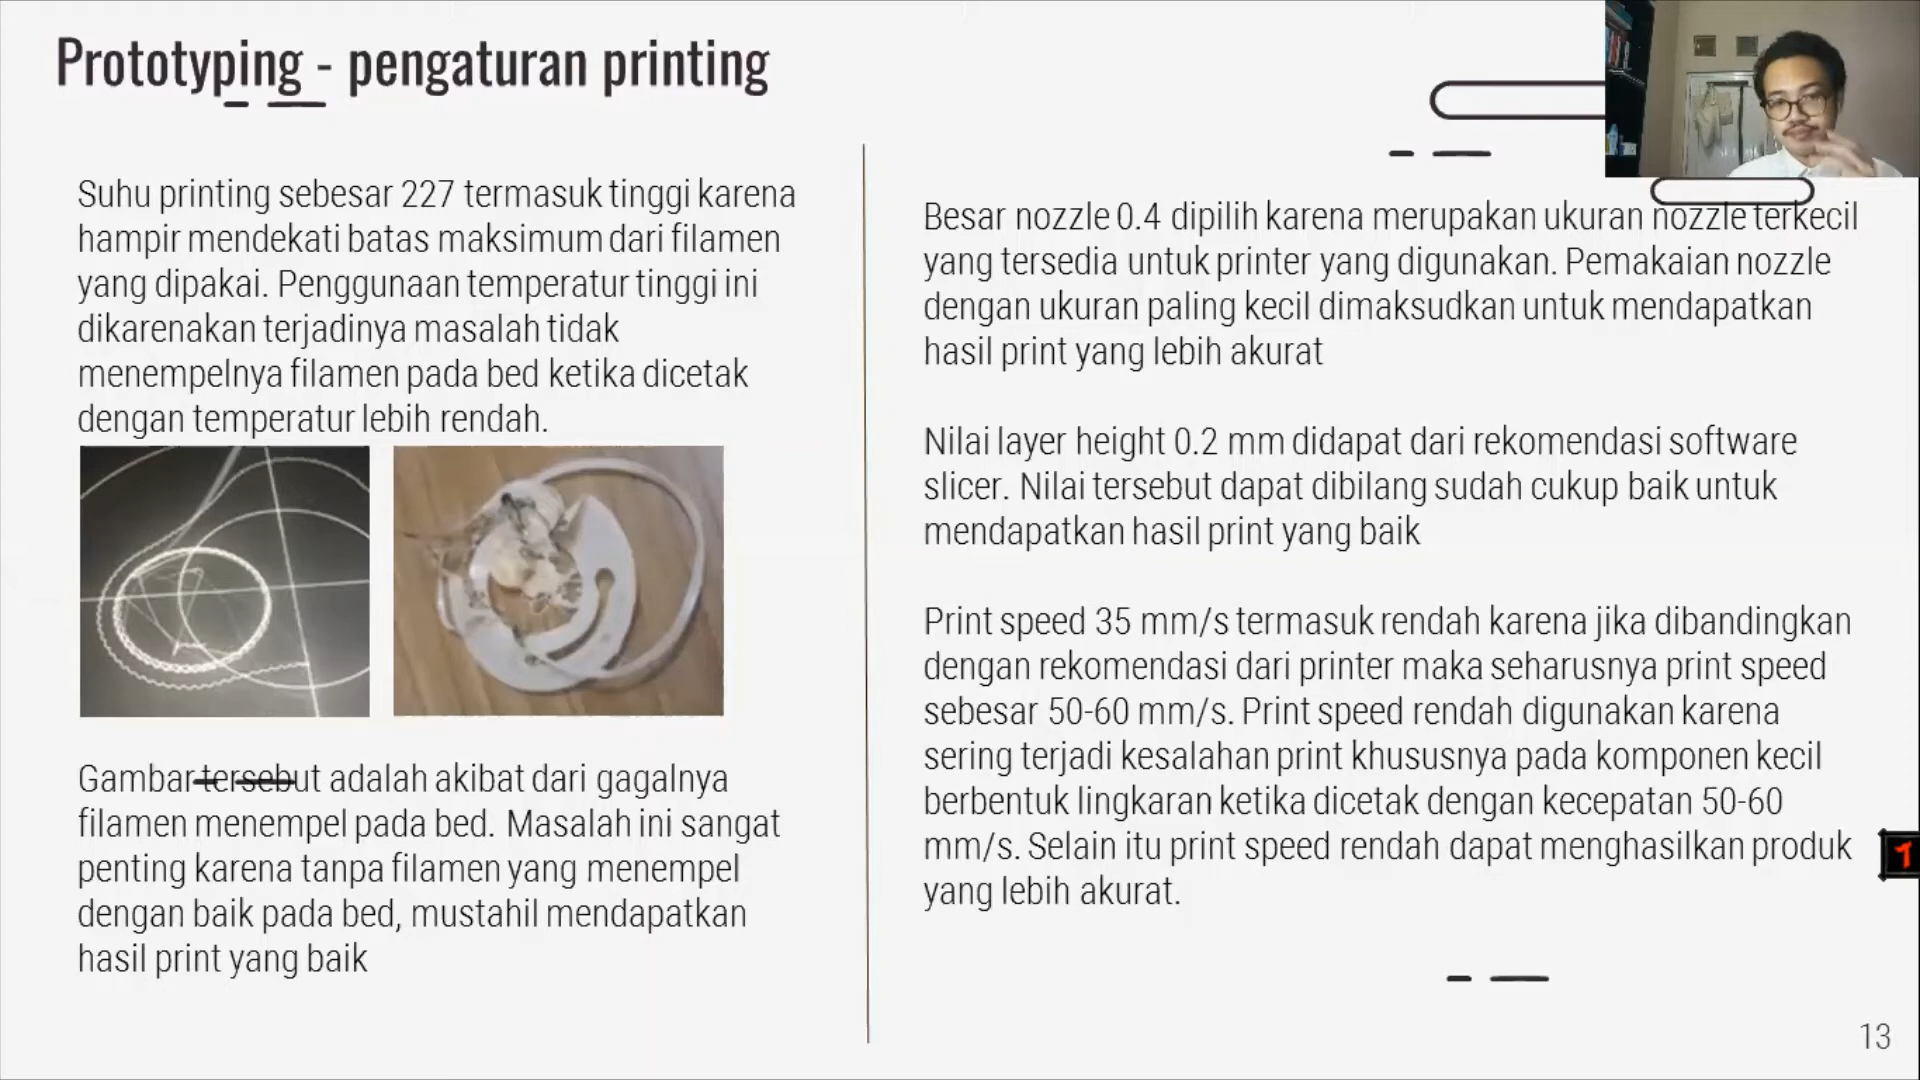 Prototyping - pengaturan printing
Suhu printing sebesar 227 termasuk tinggi karena
hampir mendekati batas maksimum dari filamen
yang dipakai. Penggunaan temperatur tinggi ini
dikarenakan terjadinya masalah tidak
menempelnya filamen pada bed ketika dicetak
dengan temperatur lebih rendah.
Gambar tersebut adalah akibat dari gagalnya
filamen menempel pada bed. Masalah ini sangat
penting karena tanpa filamen yang menempel
dengan baik pada bed, mustahil mendapatkan
hasil print yang baik
Besar nozzle 0.4 dipilih karena merupakan ukuran nozzle terkecil
yang tersedia untuk printer yang digunakan. Pemakaian nozzle
dengan ukuran paling kecil dimaksudkan untuk mendapatkan
hasil print yang lebih akurat
Nilai layer height 0.2 mm didapat dari rekomendasi software
slicer. Nilai tersebut dapat dibilang sudah cukup baik untuk
mendapatkan hasil print yang baik
Print speed 35 mm/s termasuk rendah karena jika dibandingkan
dengan rekomendasi dari printer maka seharusnya print speed
sebesar 50-60 mm/s. Print speed rendah digunakan karena
sering terjadi kesalahan print khususnya pada komponen kecil
berbentuk lingkaran ketika dicetak dengan kecepatan 50-60
mm/s. Selain itu print speed rendah dapat menghasilkan produk
yang lebih akurat.
13